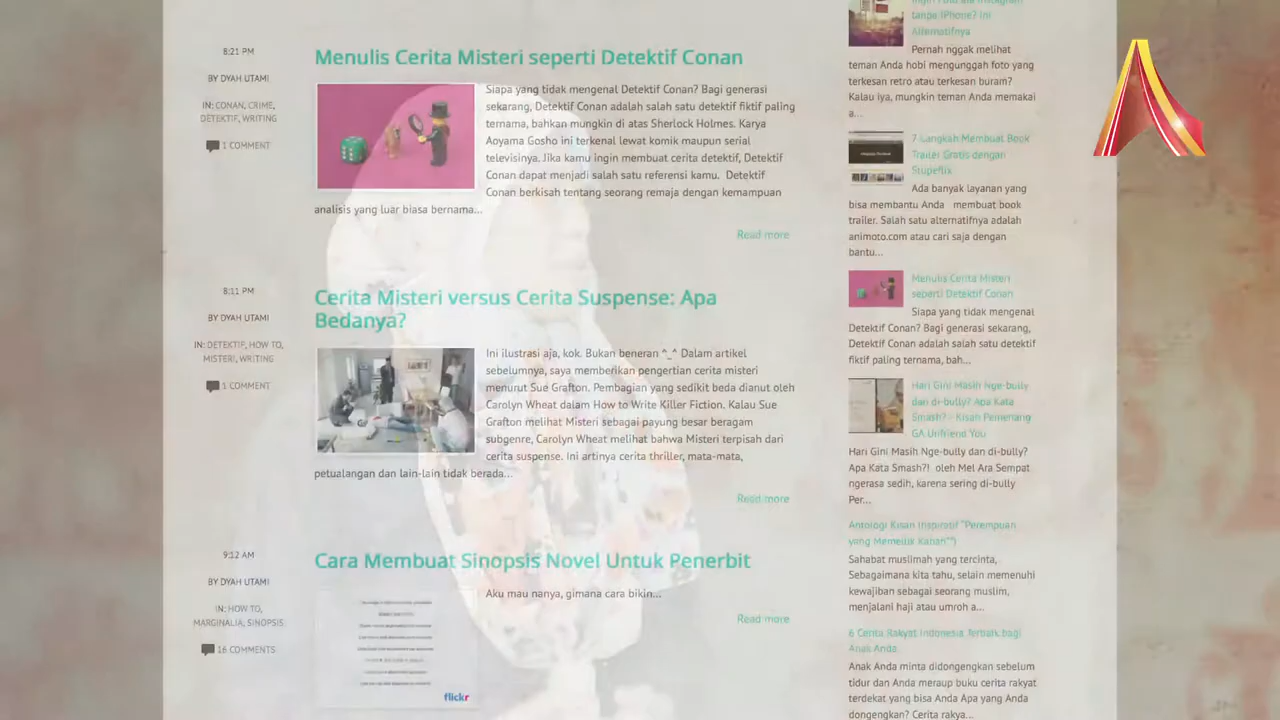 8:21 PM
BY DYAH UTAMI
IN: CONAN, CRIME,
DETEKTIF, WRITING
1 COMMENT
Menulis Cerita Misteri seperti Detektif Conan
Siapa yang tidak mengenal Detektif Conan? Bagi generasi
sekarang, Detektif Conan adalah salah satu detektif fiktif paling
ternama, bahkan mungkin di atas Sherlock Holmes. Karya
Aoyama Gosho ini terkenal lewat komik maupun serial
televisinya. Jika kamu ingin membuat cerita detektif, Detektif
Conan dapat menjadi salah satu referensi kamu. Detektif
Conan berkisah tentang seorang remaja dengan kemampuan
analisis yang luar biasa bernama...
Read more
8:11 PM
BY DYAH UTAMI
IN: DETEKTIF, HOW TO,
MISTERI, WRITING
1 COMMENT
Cerita Misteri versus Cerita Suspense: Apa
Bedanya?
Ini ilustrasi aja, kok. Bukan beneran ^_^ Dalam artikel
sebelumnya, saya memberikan pengertian cerita misteri
menurut Sue Grafton. Pembagian yang sedikit beda dianut oleh
Carolyn Wheat dalam How to Write Killer Fiction. Kalau Sue
Grafton melihat Misteri sebagai payung besar beragam
subgenre, Carolyn Wheat melihat bahwa Misteri terpisah dari
cerita suspense. Ini artinya cerita thriller, mata-mata,
petualangan dan lain-lain tidak berada...
Read more
9:12 AM
BY DYAH UTAMI
IN: HOW TO,
MARGINALIA, SINOPSIS
16 COMMENTS
Cara Membuat Sinopsis Novel Untuk Penerbit
Aku mau nanya, gimana cara bikin...
flickr
Read more
Ingin Foto ala Instagram
tanpa iPhone? Ini
Alternatifnya
Pernah nggak melihat
teman Anda hobi mengunggah foto yang
terkesan retro atau terkesan buram?
Kalau iya, mungkin teman Anda memakai
a...
7 Langkah Membuat Book
Trailer Gratis dengan
Stupeflix
Ada banyak layanan yang
bisa membantu Anda membuat book
trailer. Salah satu alternatifnya adalah
animoto.com atau cari saja dengan
bantu...
Menulis Cerita Misteri
seperti Detektif Conan
Siapa yang tidak mengenal
Detektif Conan? Bagi generasi sekarang,
Detektif Conan adalah salah satu detektif
fiktif paling ternama, bah...
Hari Gini Masih Nge-bully
dan di-bully? Apa Kata
Smash? - Kisah Pemenang
GA Unfriend You
Hari Gini Masih Nge-bully dan di-bully?
Apa Kata Smash?! oleh Mel Ara Sempat
ngerasa sedih, karena sering di-bully
Per...
Antologi Kisah Inspiratif "Perempuan
yang Memeluk Kabah"")
Sahabat muslimah yang tercinta,
Sebagaimana kita tahu, selain memenuhi
kewajiban sebagai seorang muslim,
menjalani haji atau umroh a...
6 Cerita Rakyat Indonesia Terbaik bagi
Anak Anda
Anak Anda minta didongengkan sebelum
tidur dan Anda meraup buku cerita rakyat
terdekat yang bisa Anda Apa yang Anda
dongengkan? Cerita rakya...